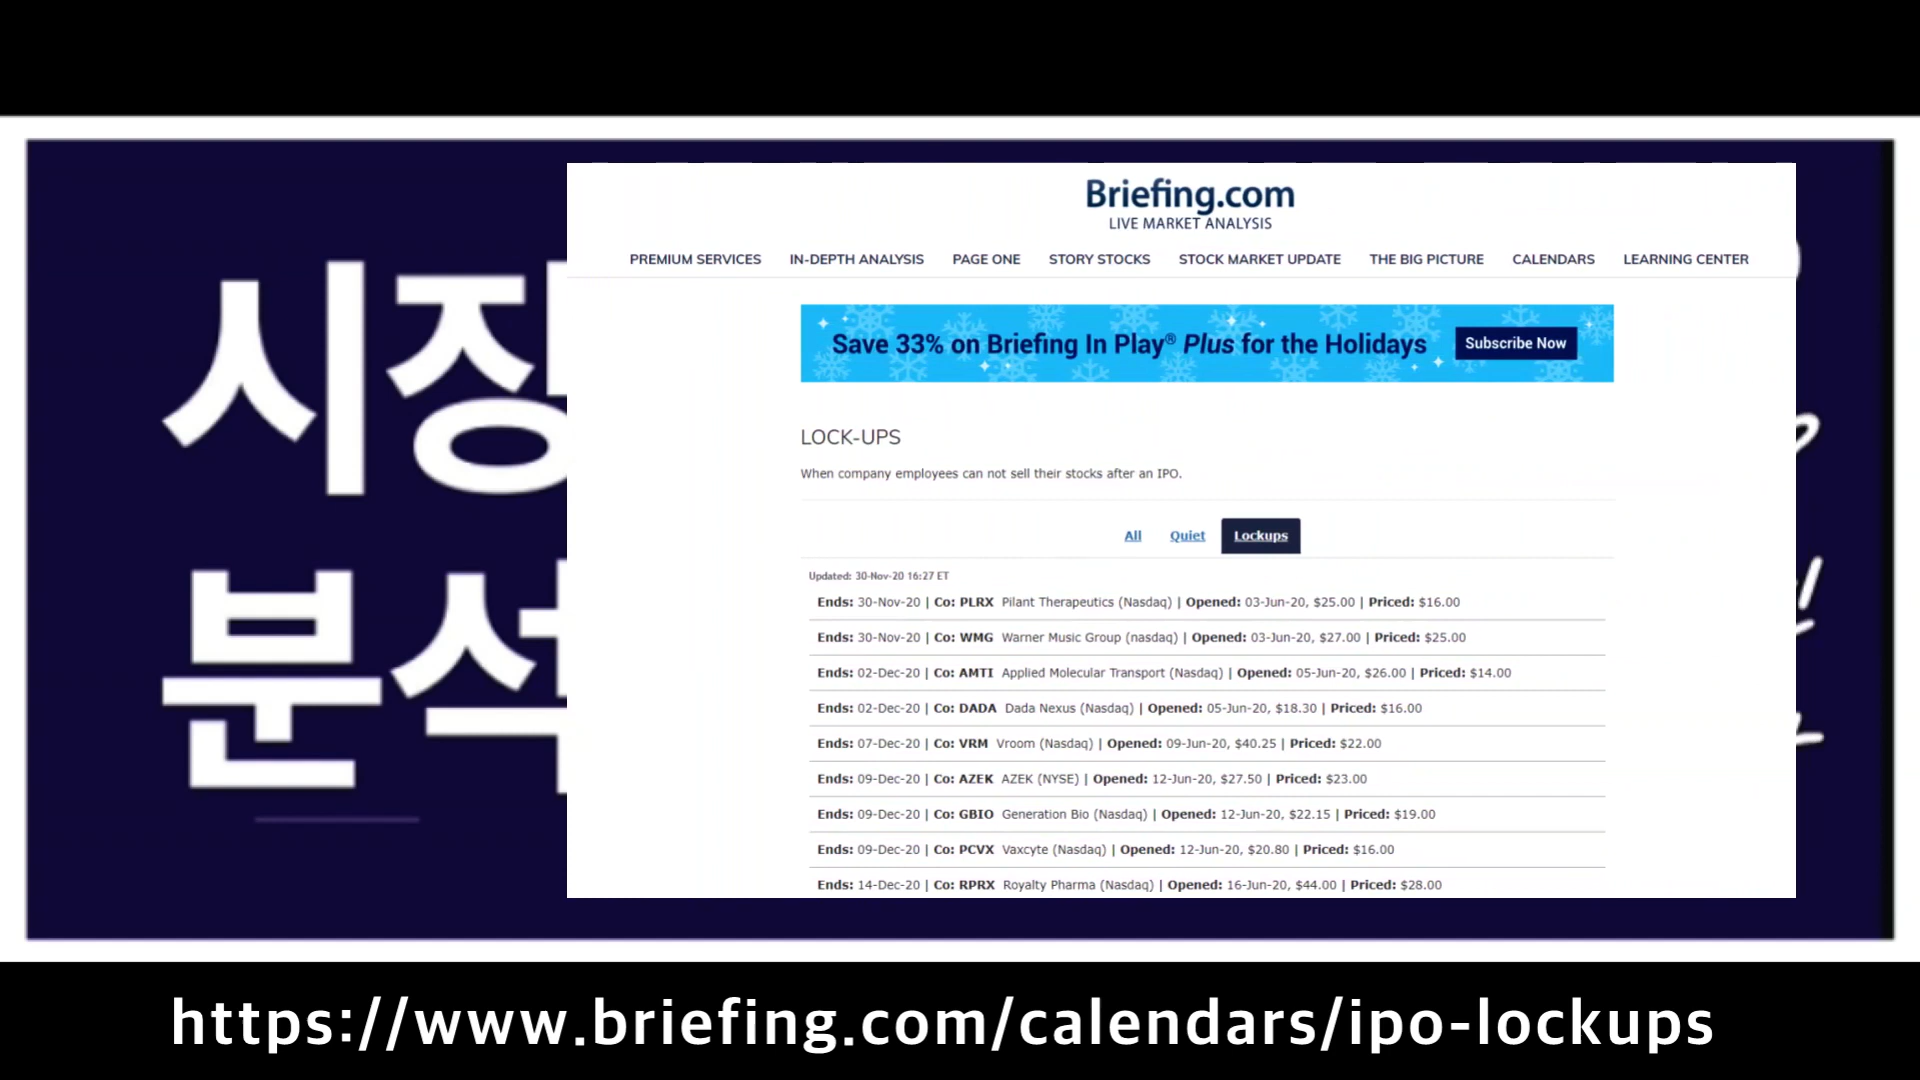 시장
분석
Briefing.com
LIVE MARKET ANALYSIS
PREMIUM SERVICES IN-DEPTH ANALYSIS PAGE ONE STORY STOCKS STOCK MARKET UPDATE THE BIG PICTURE CALENDARS LEARNING CENTER
Save 33% on Briefing In Play® Plus for the Holidays Subscribe Now
LOCK-UPS
When company employees can not sell their stocks after an IPO.
All Quiet Lockups
Updated: 30-Nov-20 16:27 ET
Ends: 30-Nov-20 | Co: PLRX Pilant Therapeutics (Nasdaq) | Opened: 03-Jun-20, $25.00 | Priced: $16.00
Ends: 30-Nov-20 | Co: WMG Warner Music Group (nasdaq) | Opened: 03-Jun-20, $27.00 | Priced: $25.00
Ends: 02-Dec-20 | Co: AMTI Applied Molecular Transport (Nasdaq) | Opened: 05-Jun-20, $26.00 | Priced: $14.00
Ends: 02-Dec-20 | Co: DADA Dada Nexus (Nasdaq) | Opened: 05-Jun-20, $18.30 | Priced: $16.00
Ends: 07-Dec-20 | Co: VRM Vroom (Nasdaq) | Opened: 09-Jun-20, $40.25 | Priced: $22.00
Ends: 09-Dec-20 | Co: AZEK AZEK (NYSE) | Opened: 12-Jun-20, $27.50 | Priced: $23.00
Ends: 09-Dec-20 | Co: GBIO Generation Bio (Nasdaq) | Opened: 12-Jun-20, $22.15 | Priced: $19.00
Ends: 09-Dec-20 | Co: PCVX Vaxcyte (Nasdaq) | Opened: 12-Jun-20, $20.80 | Priced: $16.00
Ends: 14-Dec-20 | Co: RPRX Royalty Pharma (Nasdaq) | Opened: 16-Jun-20, $44.00 | Priced: $28.00
https://www.briefing.com/calendars/ipo-lockups